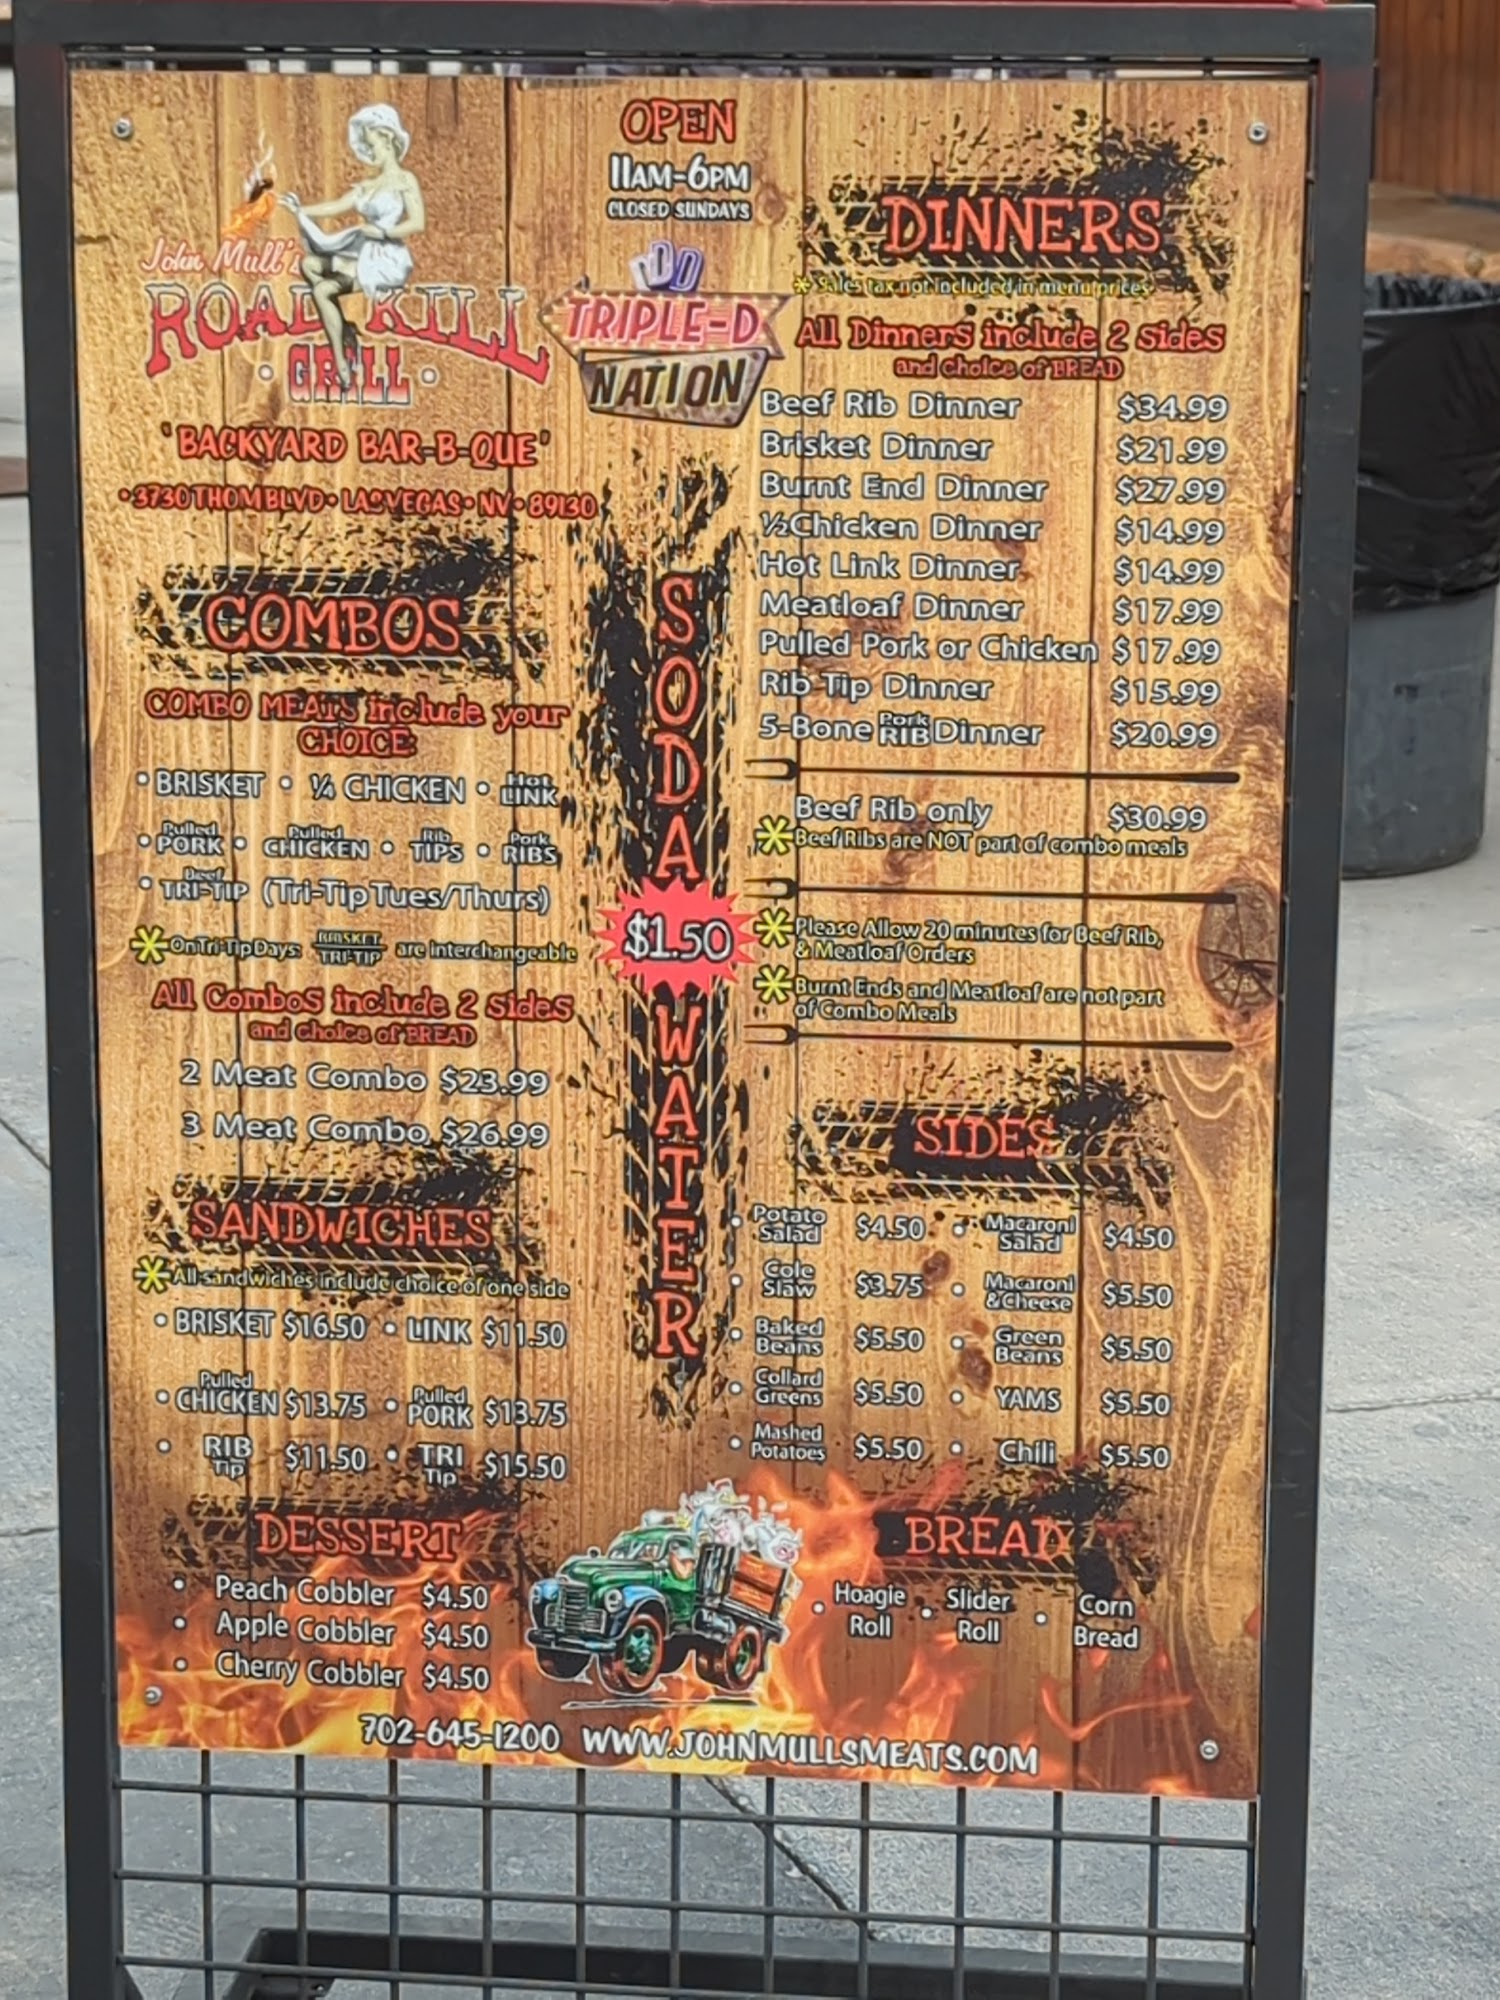 OPEN
11AM-6PM
CLOSED SUNDAYS
John Mull's
ROAD KILL
GRILL
DDD
TRIPLE-D
NATION
"BACKYARD BAR-B-QUE"
• 3730 THOM BLVD • LAS VEGAS • NV • 89130
COMBOS
COMBO MEATS include your
CHOICE:
• BRISKET • ¼ CHICKEN • Hot LINK
• Pulled PORK • Pulled CHICKEN • Rib TIPS • Pork RIBS
• Beef TRI-TIP (Tri-Tip Tues/Thurs)
* On Tri-Tip Days: BRISKET TRI-TIP are interchangeable
All Combos include 2 sides
and choice of BREAD
2 Meat Combo $23.99
3 Meat Combo $26.99
SANDWICHES
* All sandwiches include choice of one side
• BRISKET $16.50 • LINK $11.50
• Pulled CHICKEN $13.75 • Pulled PORK $13.75
• RIB Tip $11.50 • TRI Tip $15.50
DESSERT
• Peach Cobbler $4.50
• Apple Cobbler $4.50
• Cherry Cobbler $4.50
SODA
$1.50
WATER
DINNERS
* Sales tax not included in menu prices
All Dinners include 2 sides
and choice of BREAD
Beef Rib Dinner $34.99
Brisket Dinner $21.99
Burnt End Dinner $27.99
½ Chicken Dinner $14.99
Hot Link Dinner $14.99
Meatloaf Dinner $17.99
Pulled Pork or Chicken $17.99
Rib Tip Dinner $15.99
5-Bone Pork RIB Dinner $20.99
Beef Rib only $30.99
* Beef Ribs are NOT part of combo meals
* Please Allow 20 minutes for Beef Rib,
& Meatloaf Orders
* Burnt Ends and Meatloaf are not part
of Combo Meals
SIDES
• Potato Salad $4.50 • Macaroni Salad $4.50
• Cole Slaw $3.75 • Macaroni &Cheese $5.50
• Baked Beans $5.50 • Green Beans $5.50
• Collard Greens $5.50 • YAMS $5.50
• Mashed Potatoes $5.50 • Chili $5.50
BREAD
• Hoagie Roll • Slider Roll • Corn Bread
702-645-1200 WWW.JOHNMULLSMEATS.COM